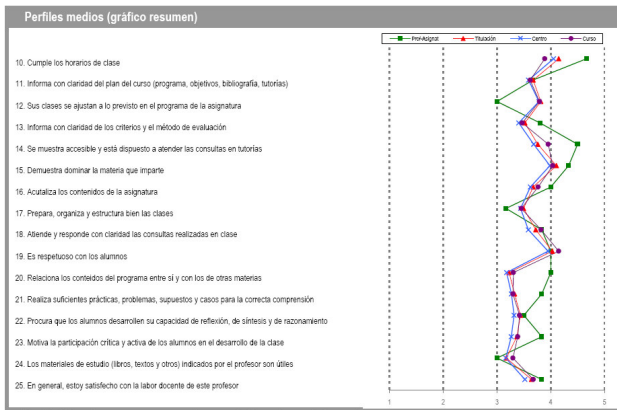 Perfiles medios (gráfico resumen)
Prof-Asignat Titulación Centro Curso
10. Cumple los horarios de clase
11. Informa con claridad del plan del curso (programa, objetivos, bibliografía, tutorías)
12. Sus clases se ajustan a lo previsto en el programa de la asignatura
13. Informa con claridad de los criterios y el método de evaluación
14. Se muestra accesible y está dispuesto a atender las consultas en tutorías
15. Demuestra dominar la materia que imparte
16. Acutaliza los contenidos de la asignatura
17. Prepara, organiza y estructura bien las clases
18. Atiende y responde con claridad las consultas realizadas en clase
19. Es respetuoso con los alumnos
20. Relaciona los conteidos del programa entre sí y con los de otras materias
21. Realiza suficientes prácticas, problemas, supuestos y casos para la correcta comprensión
22. Procura que los alumnos desarrollen su capacidad de reflexión, de síntesis y de razonamiento
23. Motiva la participación crítica y activa de los alumnos en el desarrollo de la clase
24. Los materiales de estudio (libros, textos y otros) indicados por el profesor son útiles
25. En general, estoy satisfecho con la labor docente de este profesor
1 2 3 4 5